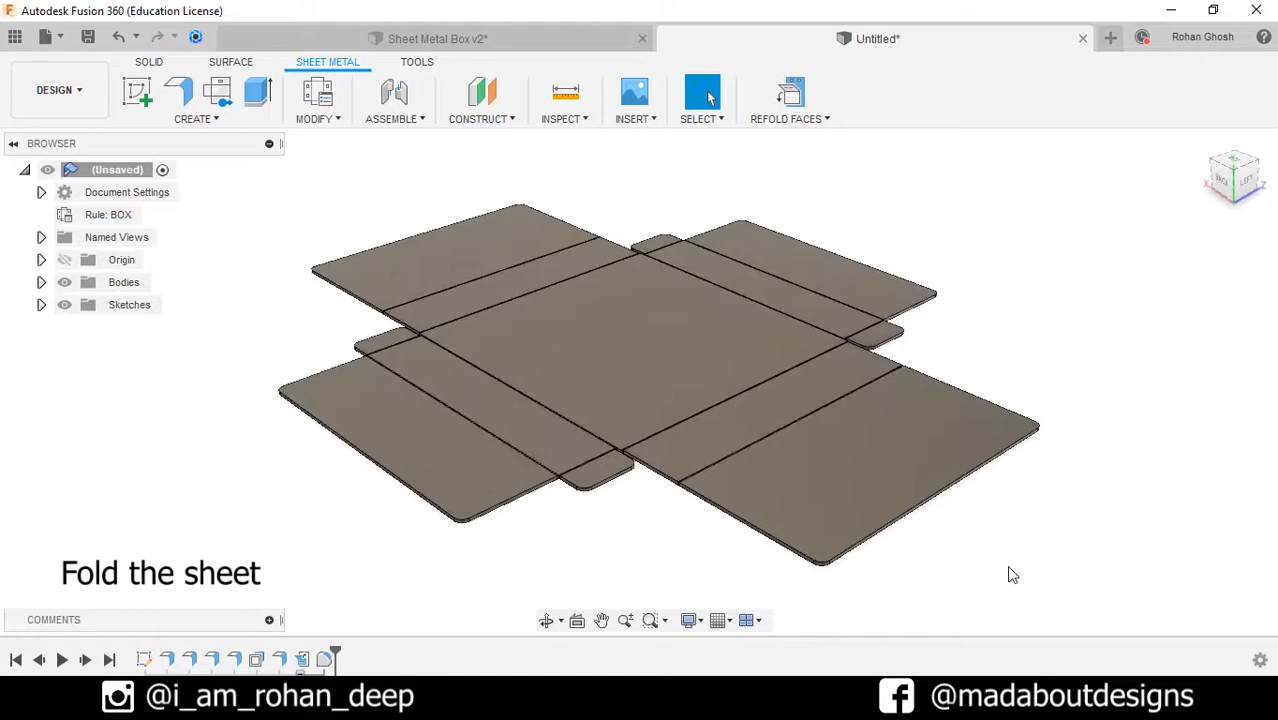 Autodesk Fusion 360 (Education License)
Sheet Metal Box v2*
Untitled*
Rohan Ghosh
SOLID
SURFACE
SHEET METAL
TOOLS
DESIGN
CREATE
MODIFY
ASSEMBLE
CONSTRUCT
INSPECT
INSERT
SELECT
REFOLD FACES
BROWSER
(Unsaved)
Document Settings
Rule: BOX
Named Views
Origin
Bodies
Sketches
BACK
LEFT
X
Z
Fold the sheet
COMMENTS
@i_am_rohan_deep
@madaboutdesigns